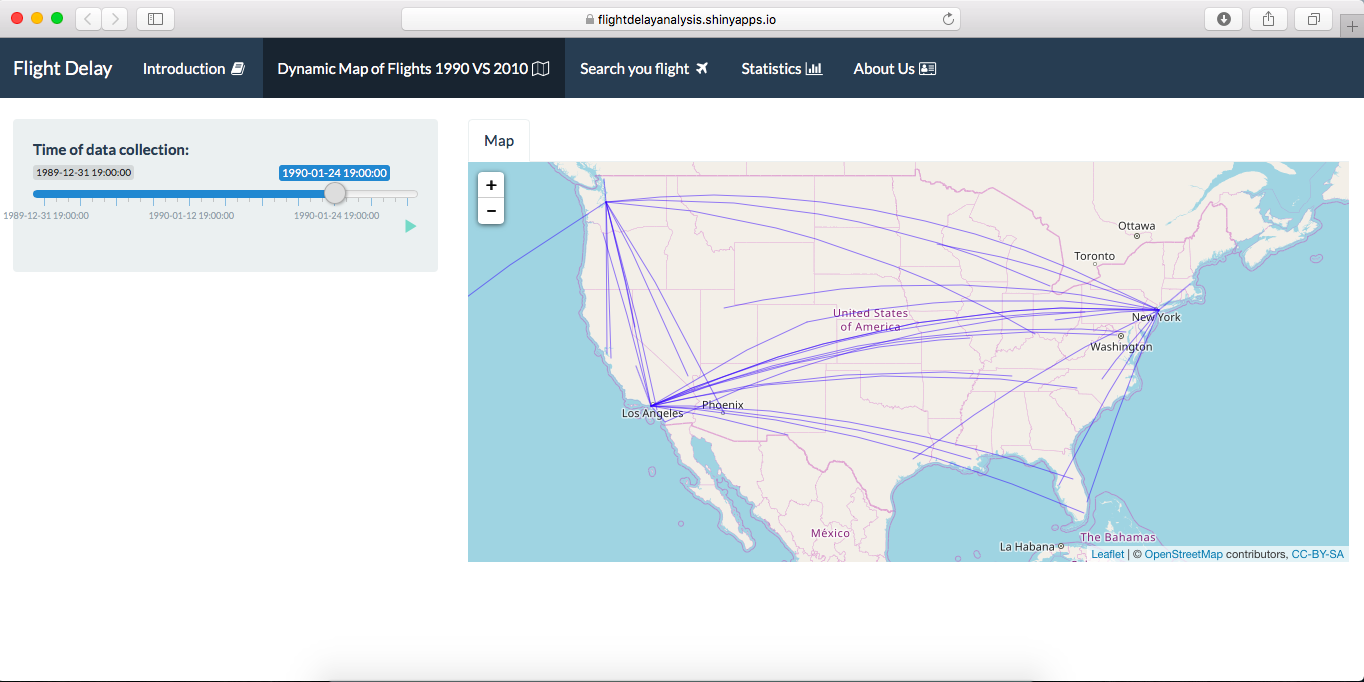 flightdelayanalysis.shinyapps.io
Flight Delay
Introduction
Dynamic Map of Flights 1990 VS 2010
Search you flight
Statistics
About Us
Time of data collection:
1989-12-31 19:00:00
1990-01-24 19:00:00
1989-12-31 19:00:00
1990-01-12 19:00:00
1990-01-24 19:00:00
Map
+
−
Ottawa
Toronto
United States
of America
New York
Washington
Phoenix
Los Angeles
México
The Bahamas
La Habana
Leaflet | © OpenStreetMap contributors, CC-BY-SA